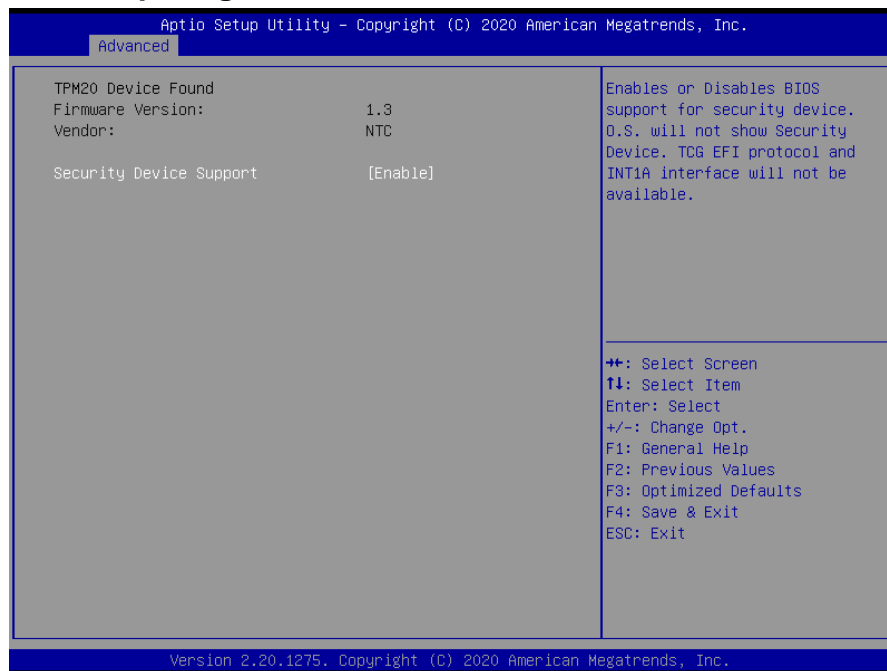 Aptio Setup Utility – Copyright (C) 2020 American Megatrends, Inc.
Advanced
TPM20 Device Found
Firmware Version: 1.3
Vendor: NTC
Security Device Support [Enable]
Enables or Disables BIOS
support for security device.
O.S. will not show Security
Device. TCG EFI protocol and
INT1A interface will not be
available.
→←: Select Screen
↑↓: Select Item
Enter: Select
+/-: Change Opt.
F1: General Help
F2: Previous Values
F3: Optimized Defaults
F4: Save & Exit
ESC: Exit
Version 2.20.1275. Copyright (C) 2020 American Megatrends, Inc.